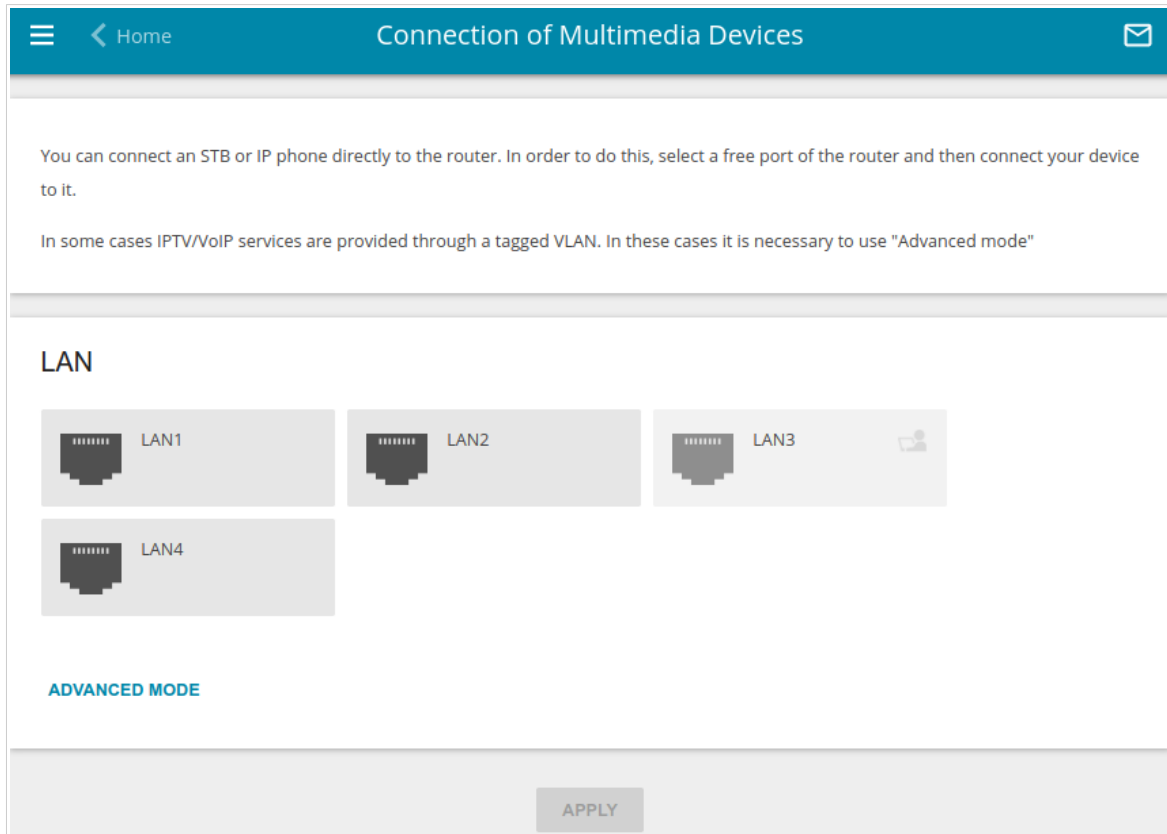 Home
Connection of Multimedia Devices
You can connect an STB or IP phone directly to the router. In order to do this, select a free port of the router and then connect your device
to it.
In some cases IPTV/VoIP services are provided through a tagged VLAN. In these cases it is necessary to use "Advanced mode"
LAN
LAN1
LAN2
LAN3
LAN4
ADVANCED MODE
APPLY